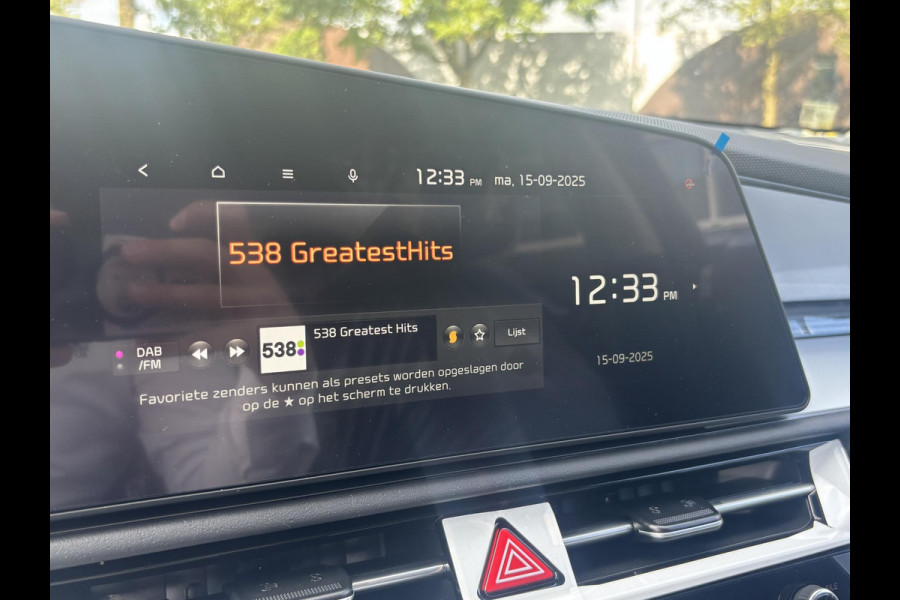 12:33 PM ma, 15-09-2025
538 GreatestHits
12:33 PM
15-09-2025
DAB
/FM
538
538 Greatest Hits
Lijst
Favoriete zenders kunnen als presets worden opgeslagen door
op de ★ op het scherm te drukken.